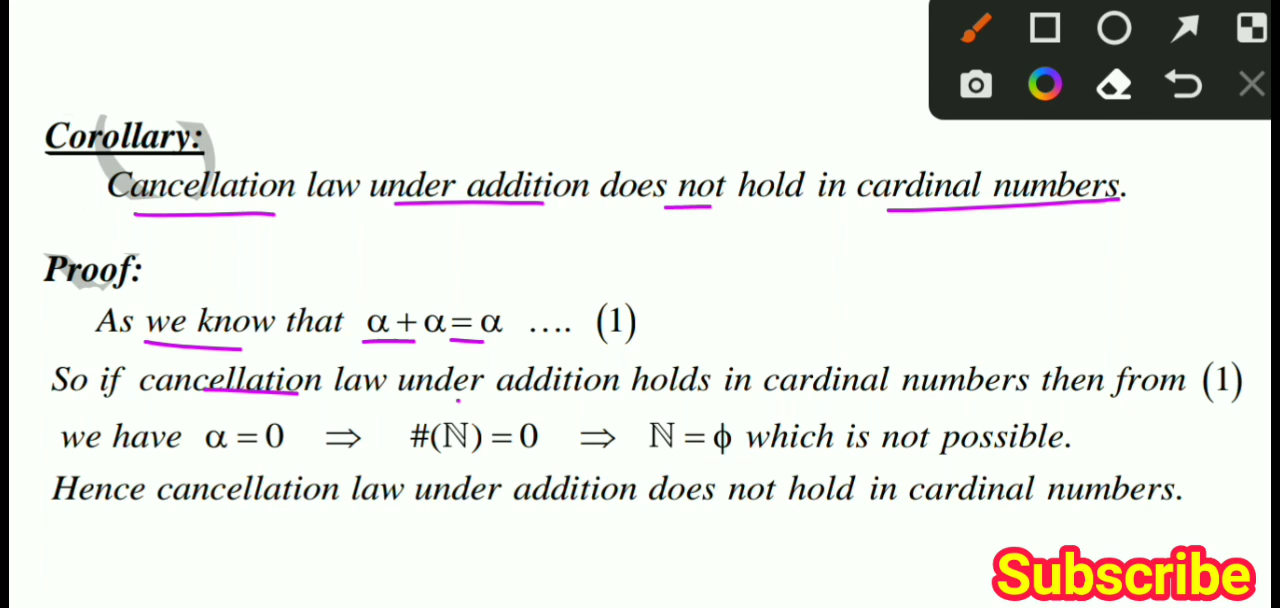 Corollary:
Cancellation law under addition does not hold in cardinal numbers.
Proof:
As we know that α+α=α .... (1)
So if cancellation law under addition holds in cardinal numbers then from (1)
we have α=0 ⇒ #(ℕ)=0 ⇒ ℕ=ϕ which is not possible.
Hence cancellation law under addition does not hold in cardinal numbers.
Subscribe